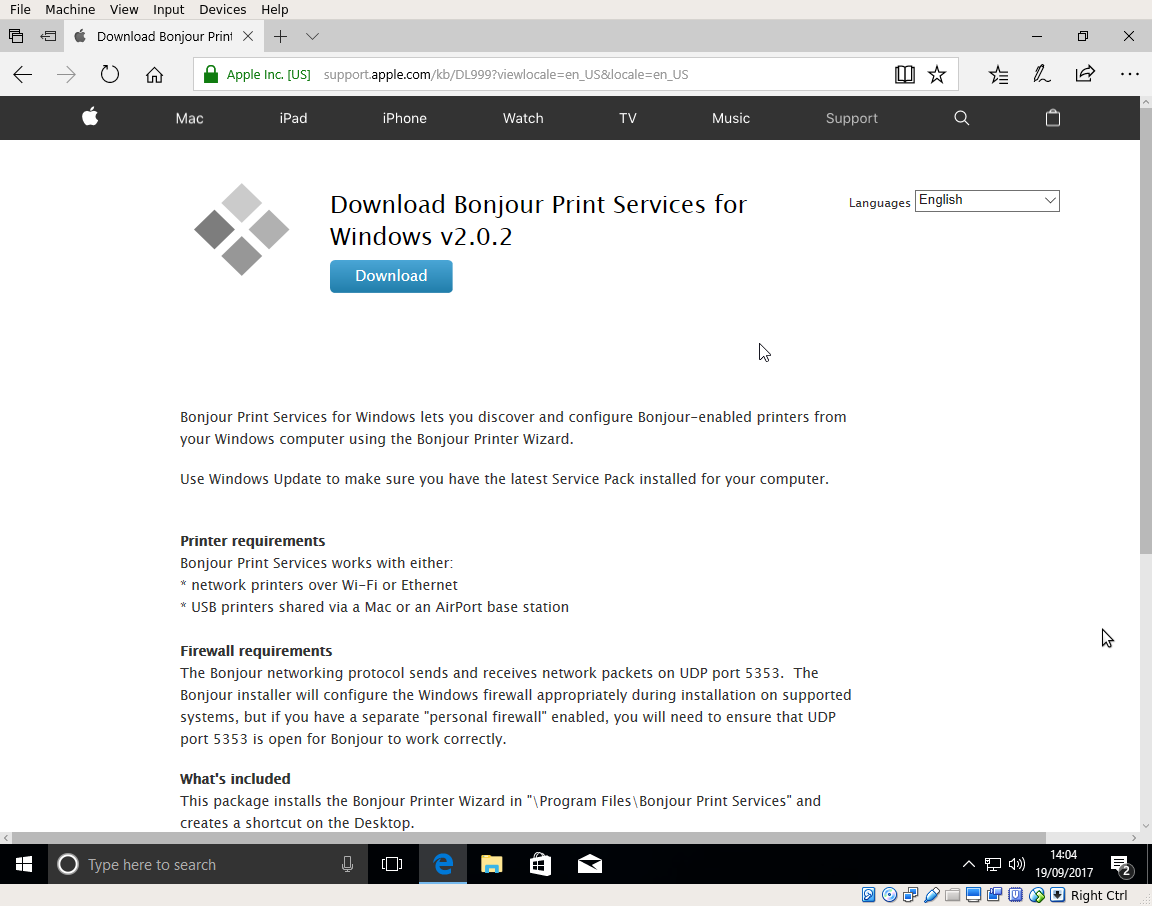 File Machine View Input Devices Help
Download Bonjour Print
Apple Inc. [US] support.apple.com/kb/DL999?viewlocale=en_US&locale=en_US
Mac iPad iPhone Watch TV Music Support
Download Bonjour Print Services for
Windows v2.0.2
Languages English
Download
Bonjour Print Services for Windows lets you discover and configure Bonjour-enabled printers from
your Windows computer using the Bonjour Printer Wizard.
Use Windows Update to make sure you have the latest Service Pack installed for your computer.
Printer requirements
Bonjour Print Services works with either:
* network printers over Wi-Fi or Ethernet
* USB printers shared via a Mac or an AirPort base station
Firewall requirements
The Bonjour networking protocol sends and receives network packets on UDP port 5353. The
Bonjour installer will configure the Windows firewall appropriately during installation on supported
systems, but if you have a separate "personal firewall" enabled, you will need to ensure that UDP
port 5353 is open for Bonjour to work correctly.
What's included
This package installs the Bonjour Printer Wizard in "\Program Files\Bonjour Print Services" and
creates a shortcut on the Desktop.
Type here to search
14:04
19/09/2017
2
Right Ctrl